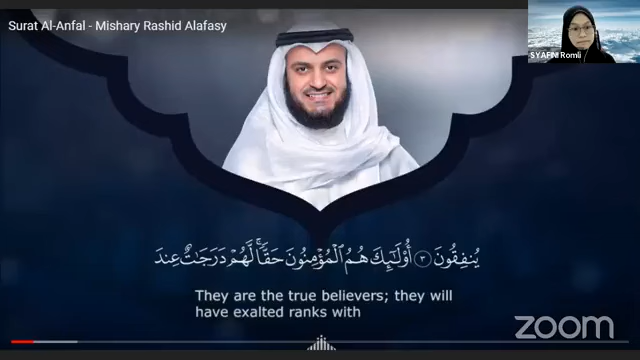 Surat Al-Anfal - Mishary Rashid Alafasy
SYAFINI Romli
يُنفِقُونَ ٣ أُوْلَٰٓئِكَ هُمُ ٱلْمُؤْمِنُونَ حَقًّاۚ لَّهُمْ دَرَجَٰتٌ عِندَ
They are the true believers; they will
have exalted ranks with
zoom